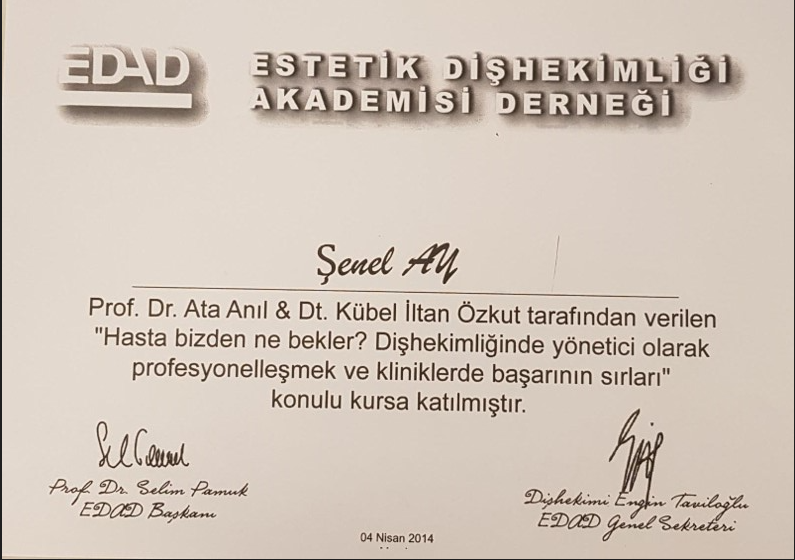 EDAD
ESTETİK DİŞHEKİMLİĞİ
AKADEMİSİ DERNEĞİ
Şenel AY
Prof. Dr. Ata Anıl & Dt. Kübel İltan Özkut tarafından verilen
"Hasta bizden ne bekler? Dişhekimliğinde yönetici olarak
profesyonelleşmek ve kliniklerde başarının sırları"
konulu kursa katılmıştır.
Prof. Dr. Selim Pamuk
EDAD Başkanı
Dişhekimi Engin Taviloğlu
EDAD Genel Sekreteri
04 Nisan 2014